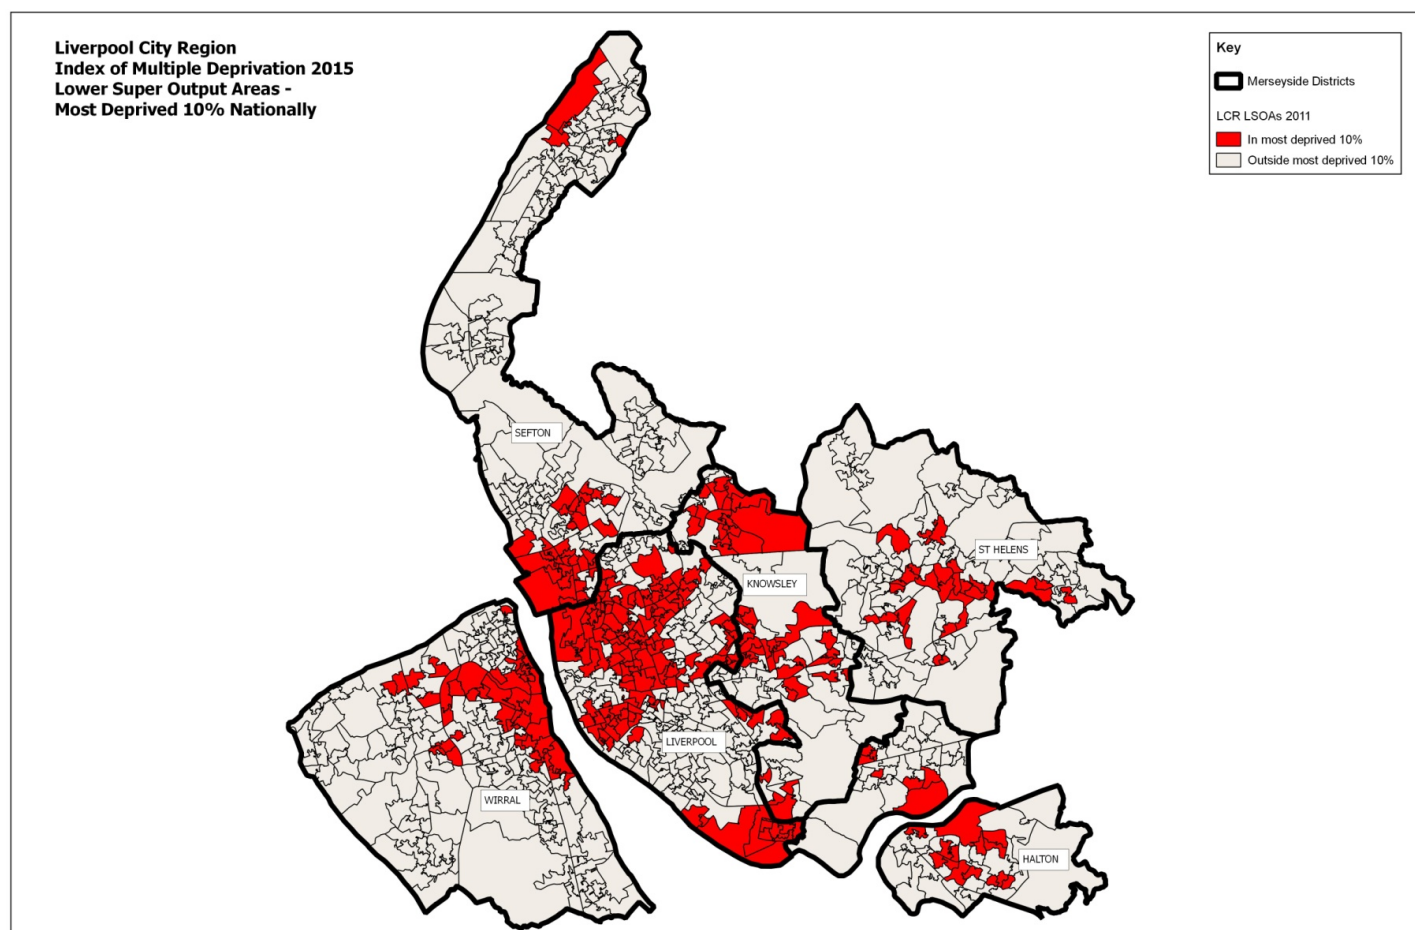 Liverpool City Region
Index of Multiple Deprivation 2015
Lower Super Output Areas -
Most Deprived 10% Nationally
Key
Merseyside Districts
LCR LSOAs 2011
In most deprived 10%
Outside most deprived 10%
SEFTON
ST HELENS
KNOWSLEY
LIVERPOOL
WIRRAL
HALTON